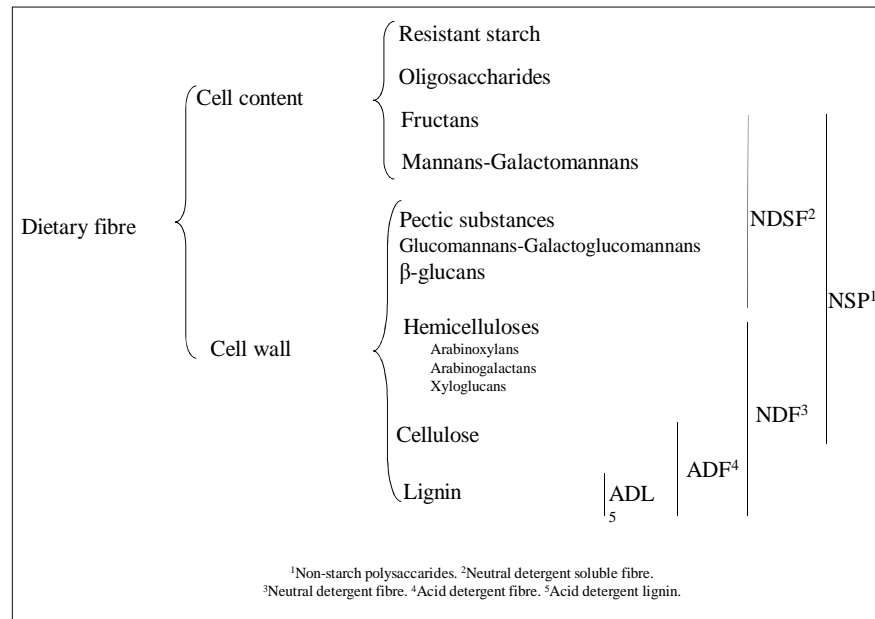 Resistant starch
Oligosaccharides
Cell content
Fructans
Mannans-Galactomannans
Dietary fibre
Pectic substances
NDSF²
Glucomannans-Galactoglucomannans
β-glucans
NSP¹
Hemicelluloses
Cell wall
Arabinoxylans
Arabinogalactans
Xyloglucans
NDF³
Cellulose
ADF⁴
Lignin
ADL
5
¹Non-starch polysaccarides. ²Neutral detergent soluble fibre.
³Neutral detergent fibre. ⁴Acid detergent fibre. ⁵Acid detergent lignin.